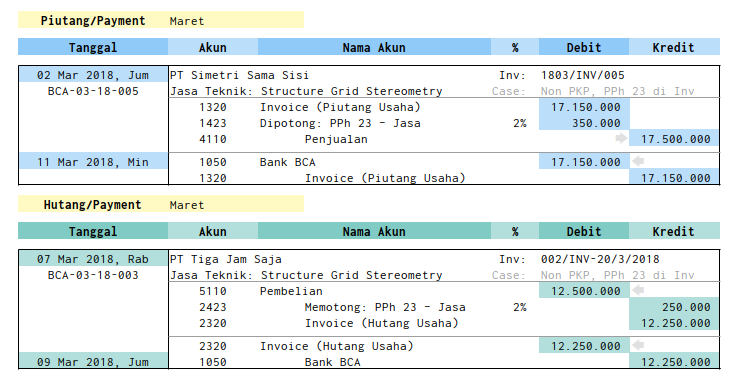 Piutang/Payment Maret
Tanggal Akun Nama Akun % Debit Kredit
02 Mar 2018, Jum PT Simetri Sama Sisi Inv: 1803/INV/005
BCA-03-18-005 Jasa Teknik: Structure Grid Stereometry Case: Non PKP, PPh 23 di Inv
1320 Invoice (Piutang Usaha) 17.150.000
1423 Dipotong: PPh 23 - Jasa 2% 350.000
4110 Penjualan 17.500.000
11 Mar 2018, Min 1050 Bank BCA 17.150.000
1320 Invoice (Piutang Usaha) 17.150.000
Hutang/Payment Maret
Tanggal Akun Nama Akun % Debit Kredit
07 Mar 2018, Rab PT Tiga Jam Saja Inv: 002/INV-20/3/2018
BCA-03-18-003 Jasa Teknik: Structure Grid Stereometry Case: Non PKP, PPh 23 di Inv
5110 Pembelian 12.500.000
2423 Memotong: PPh 23 - Jasa 2% 250.000
2320 Invoice (Hutang Usaha) 12.250.000
2320 Invoice (Hutang Usaha) 12.250.000
09 Mar 2018, Jum 1050 Bank BCA 12.250.000